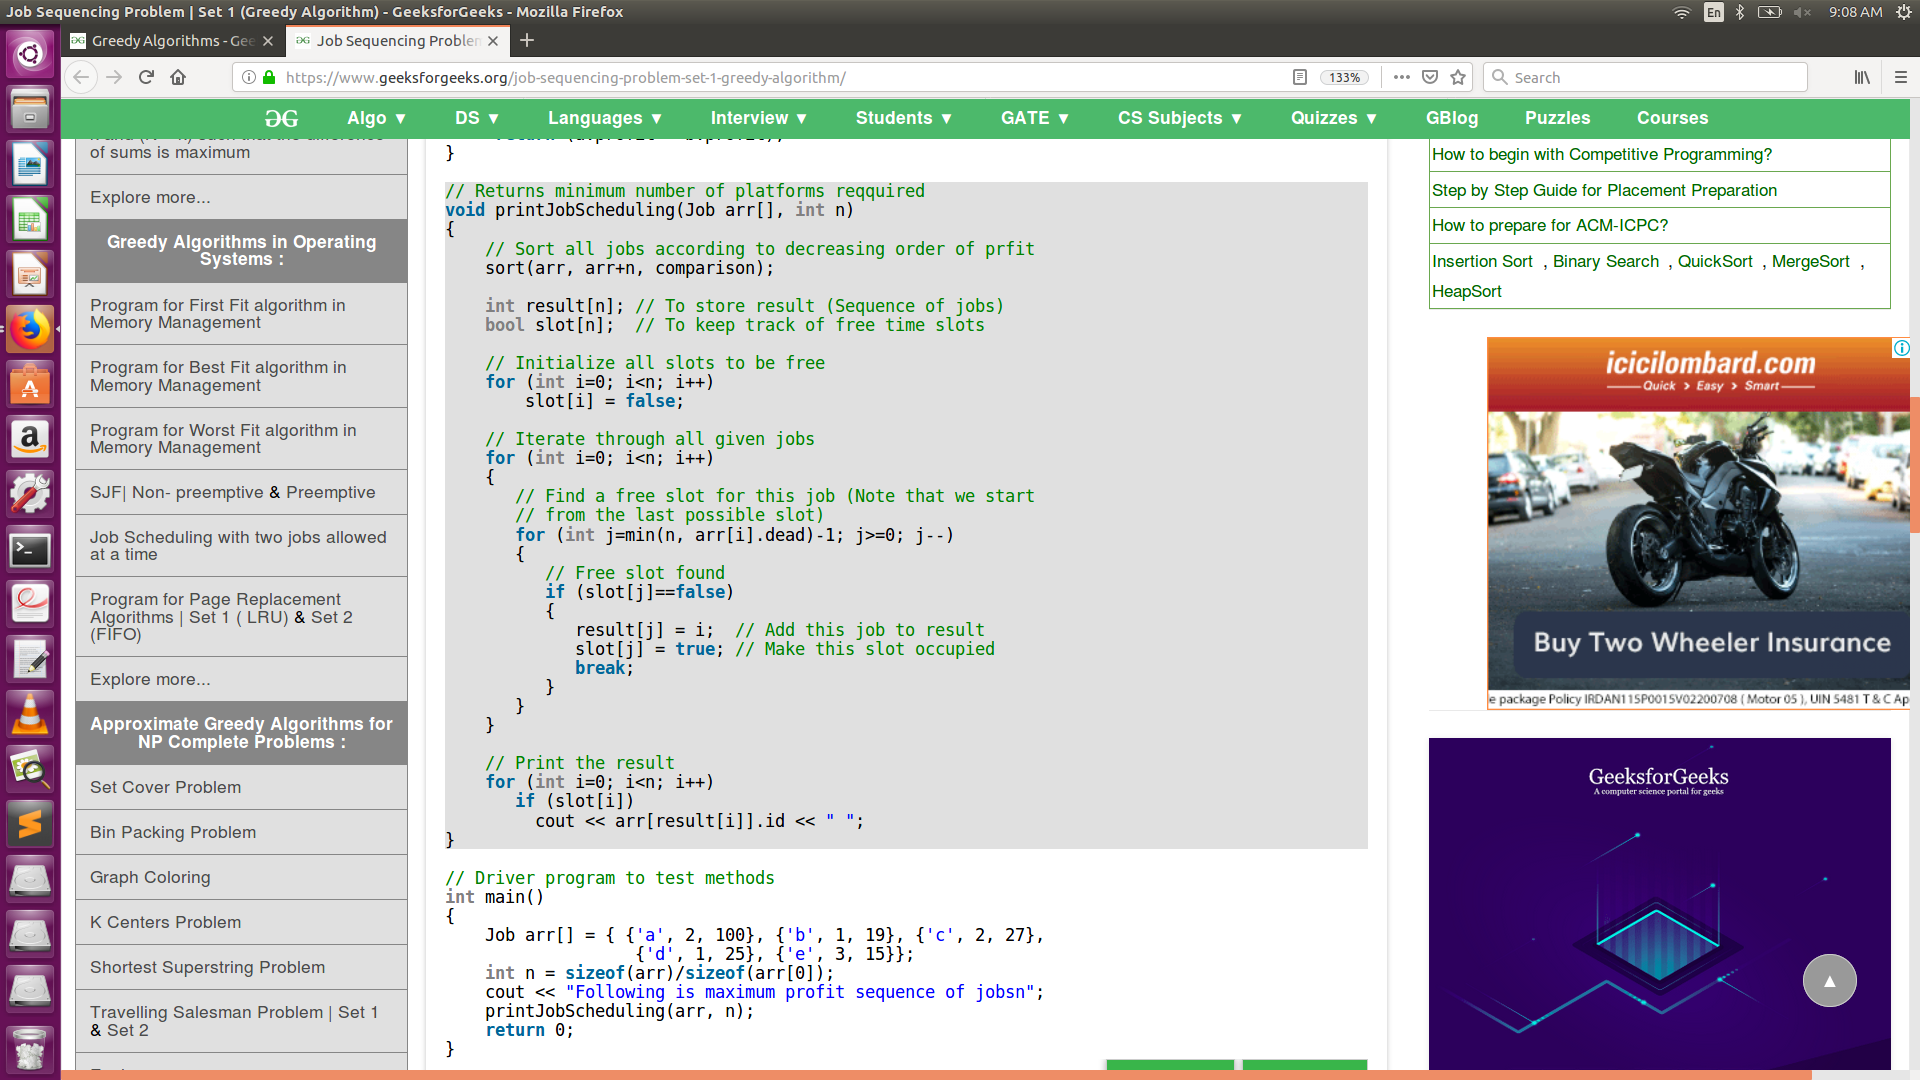 Job Sequencing Problem | Set 1 (Greedy Algorithm) - GeeksforGeeks - Mozilla Firefox
En
9:08 AM
Greedy Algorithms - Gee
Job Sequencing Problem
https://www.geeksforgeeks.org/job-sequencing-problem-set-1-greedy-algorithm/
133%
Search
Algo ▼
DS ▼
Languages ▼
Interview ▼
Students ▼
GATE ▼
CS Subjects ▼
Quizzes ▼
GBlog
Puzzles
Courses
of sums is maximum
Explore more...
Greedy Algorithms in Operating
Systems :
Program for First Fit algorithm in
Memory Management
Program for Best Fit algorithm in
Memory Management
Program for Worst Fit algorithm in
Memory Management
SJF| Non- preemptive & Preemptive
Job Scheduling with two jobs allowed
at a time
Program for Page Replacement
Algorithms | Set 1 ( LRU) & Set 2
(FIFO)
Explore more...
Approximate Greedy Algorithms for
NP Complete Problems :
Set Cover Problem
Bin Packing Problem
Graph Coloring
K Centers Problem
Shortest Superstring Problem
Travelling Salesman Problem | Set 1
& Set 2
}
// Returns minimum number of platforms reqquired
void printJobScheduling(Job arr[], int n)
{
    // Sort all jobs according to decreasing order of prfit
    sort(arr, arr+n, comparison);
    int result[n]; // To store result (Sequence of jobs)
    bool slot[n];  // To keep track of free time slots
    // Initialize all slots to be free
    for (int i=0; i<n; i++)
        slot[i] = false;
    // Iterate through all given jobs
    for (int i=0; i<n; i++)
    {
       // Find a free slot for this job (Note that we start
       // from the last possible slot)
       for (int j=min(n, arr[i].dead)-1; j>=0; j--)
       {
          // Free slot found
          if (slot[j]==false)
          {
             result[j] = i;  // Add this job to result
             slot[j] = true; // Make this slot occupied
             break;
          }
       }
    }
    // Print the result
    for (int i=0; i<n; i++)
       if (slot[i])
         cout << arr[result[i]].id << " ";
}
// Driver program to test methods
int main()
{
    Job arr[] = { {'a', 2, 100}, {'b', 1, 19}, {'c', 2, 27},
                   {'d', 1, 25}, {'e', 3, 15}};
    int n = sizeof(arr)/sizeof(arr[0]);
    cout << "Following is maximum profit sequence of jobsn";
    printJobScheduling(arr, n);
    return 0;
}
How to begin with Competitive Programming?
Step by Step Guide for Placement Preparation
How to prepare for ACM-ICPC?
Insertion Sort , Binary Search , QuickSort , MergeSort ,
HeapSort
icicilombard.com
Quick > Easy > Smart
Buy Two Wheeler Insurance
e package Policy IRDAN115P0015V02200708 ( Motor 05 ), UIN 5481 T & C Ap
GeeksforGeeks
A computer science portal for geeks